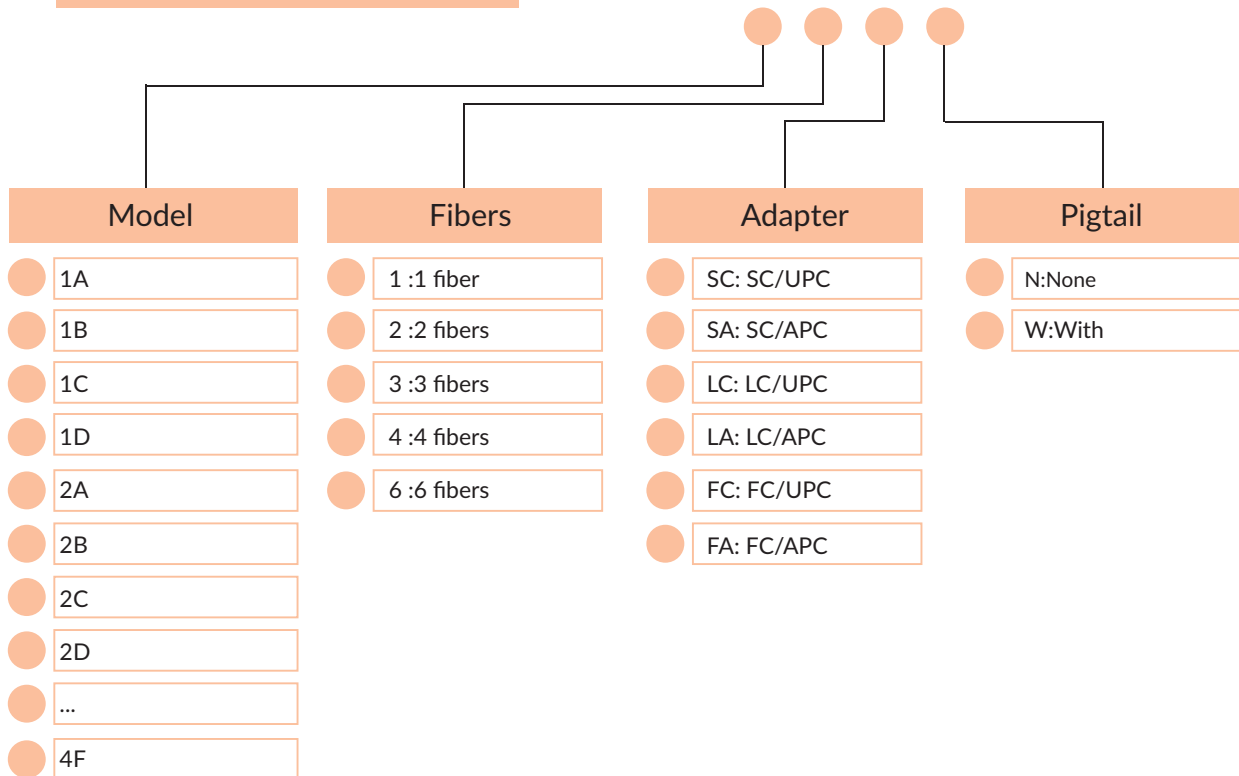 Model
1A
1B
1C
1D
2A
2B
2C
2D
...
4F
Fibers
1 :1 fiber
2 :2 fibers
3 :3 fibers
4 :4 fibers
6 :6 fibers
Adapter
SC: SC/UPC
SA: SC/APC
LC: LC/UPC
LA: LC/APC
FC: FC/UPC
FA: FC/APC
Pigtail
N:None
W:With